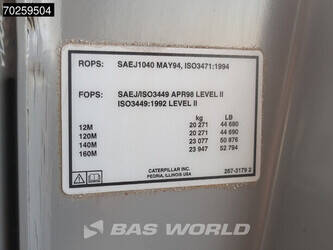 70259504
ROPS: SAEJ1040 MAY94, ISO3471:1994
FOPS: SAEJ/ISO3449 APR98 LEVEL II
ISO3449:1992 LEVEL II
kg LB
12M 20 271 44 690
120M 20 271 44 690
140M 23 077 50 876
160M 23 947 52 794
CATERPILLAR INC.
PEORIA, ILLINOIS USA
267-3179 2
BAS WORLD